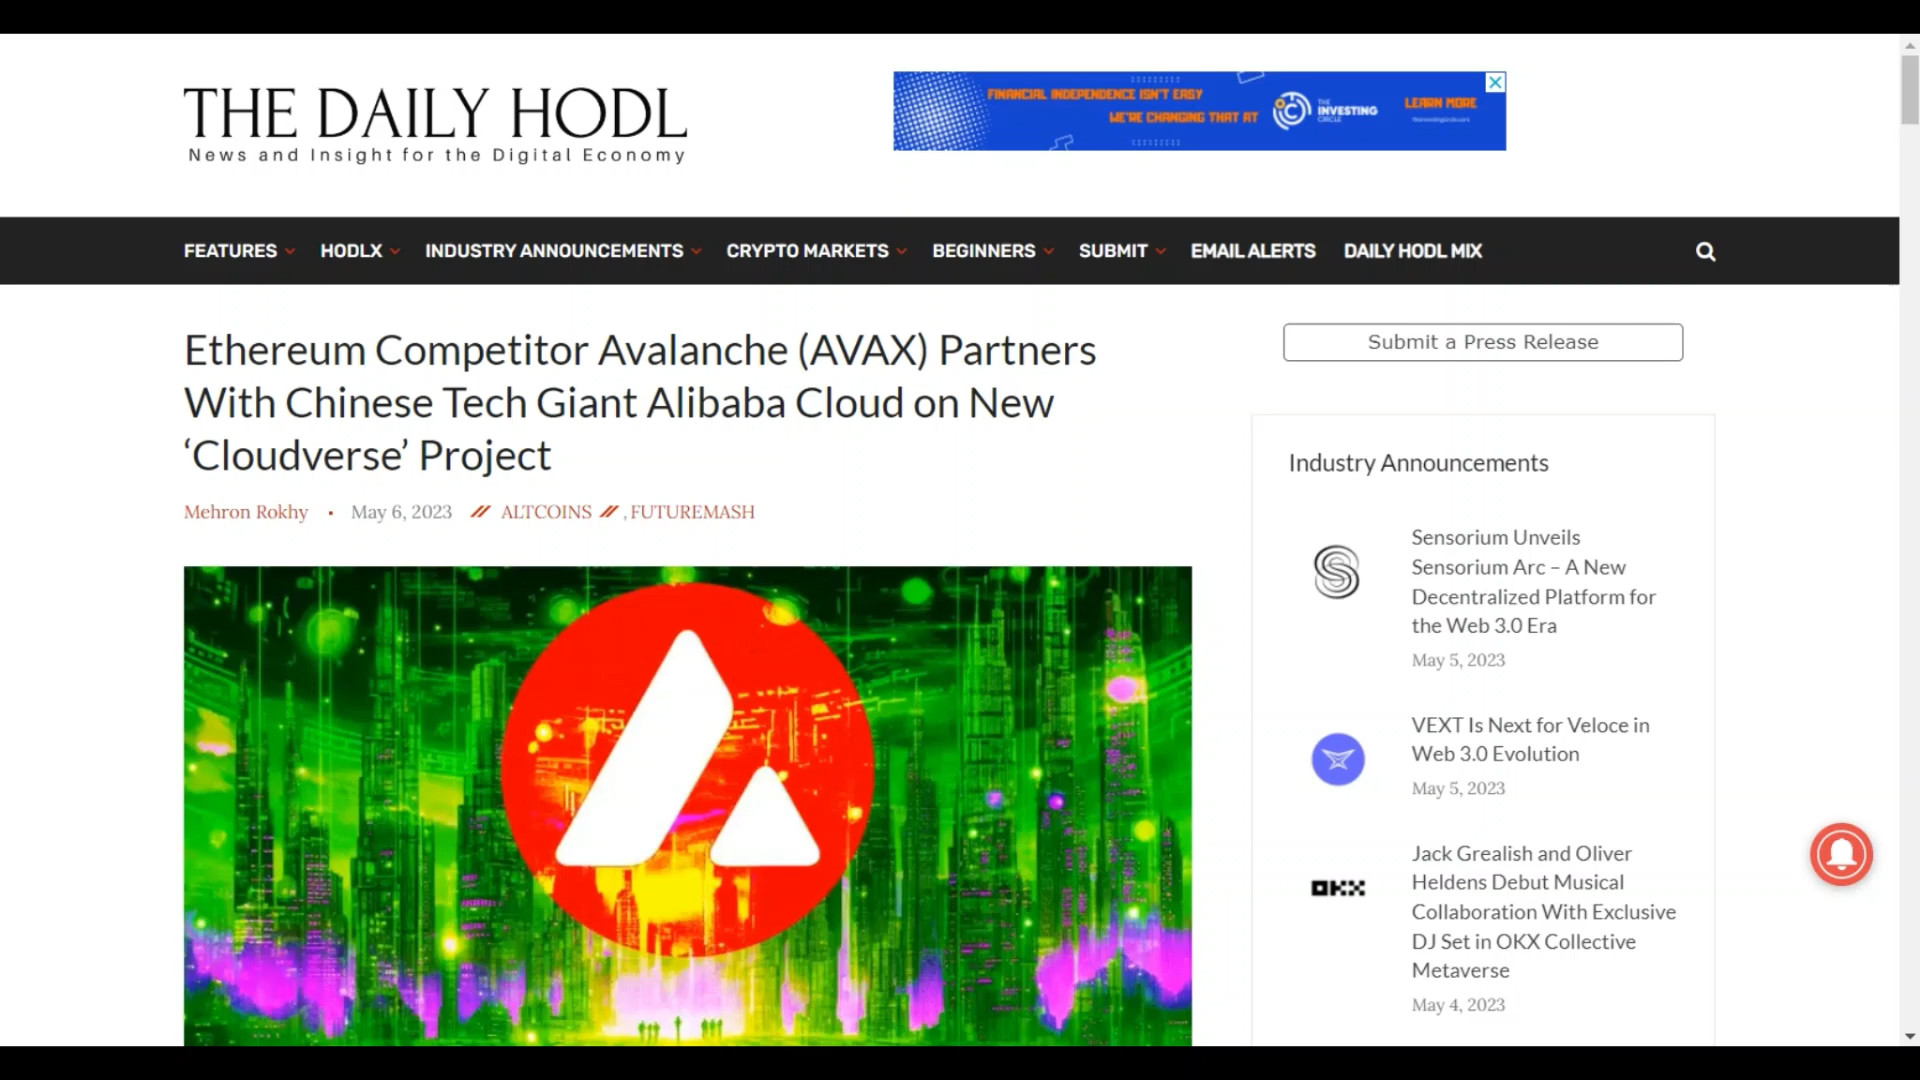 THE DAILY HODL
News and Insight for the Digital Economy
FINANCIAL INDEPENDENCE ISN'T EASY
WE'RE CHANGING THAT AT
THE
INVESTING
CIRCLE
LEARN MORE
FEATURES HODLX INDUSTRY ANNOUNCEMENTS CRYPTO MARKETS BEGINNERS SUBMIT EMAIL ALERTS DAILY HODL MIX
Ethereum Competitor Avalanche (AVAX) Partners
With Chinese Tech Giant Alibaba Cloud on New
‘Cloudverse’ Project
Mehron Rokhy • May 6, 2023 // ALTCOINS // , FUTUREMASH
Submit a Press Release
Industry Announcements
Sensorium Unveils
Sensorium Arc – A New
Decentralized Platform for
the Web 3.0 Era
May 5, 2023
VEXT Is Next for Veloce in
Web 3.0 Evolution
May 5, 2023
OKX
Jack Grealish and Oliver
Heldens Debut Musical
Collaboration With Exclusive
DJ Set in OKX Collective
Metaverse
May 4, 2023